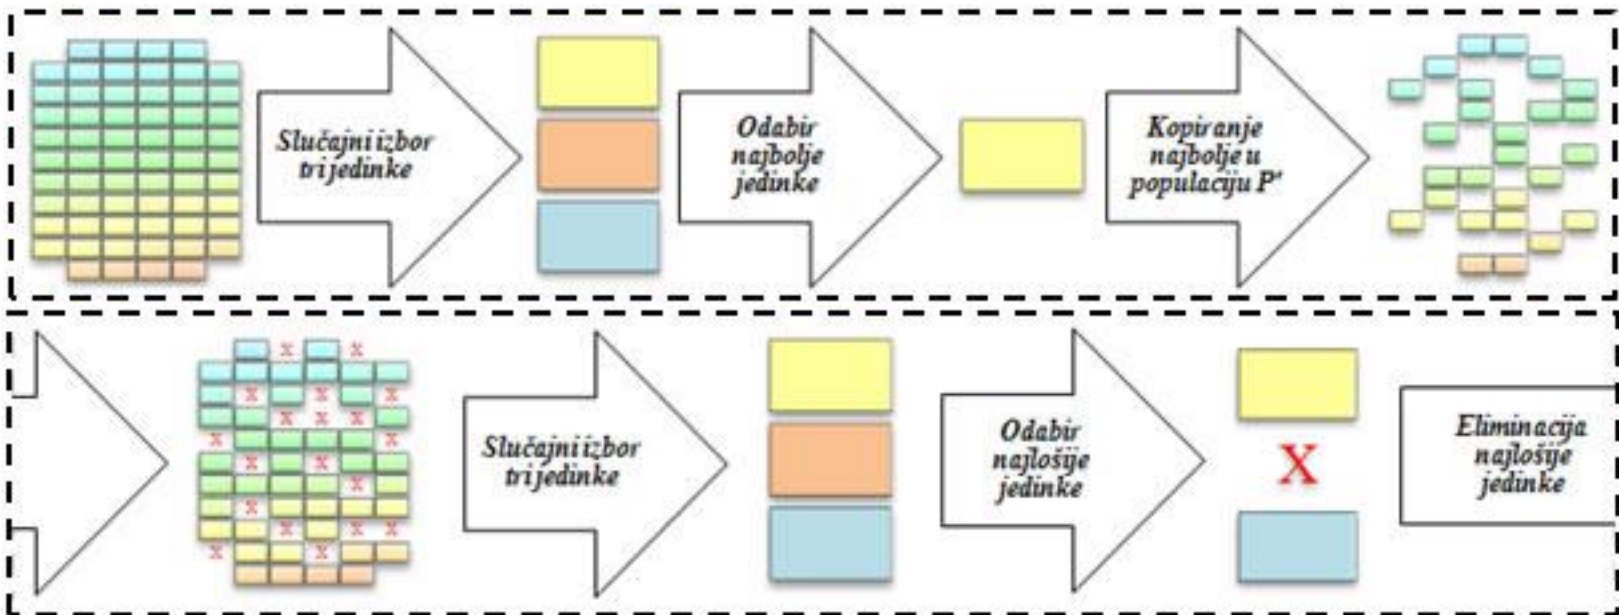 Slučajni izbor
tri jedinke
Odabir
najbolje
jedinke
Kopiranje
najbolje u
populaciju P'
X X
X X X
X X X
X X
X X
X
X
X X X
X X
Slučajni izbor
tri jedinke
Odabir
najlošije
jedinke
X
Eliminacija
najlošije
jedinke